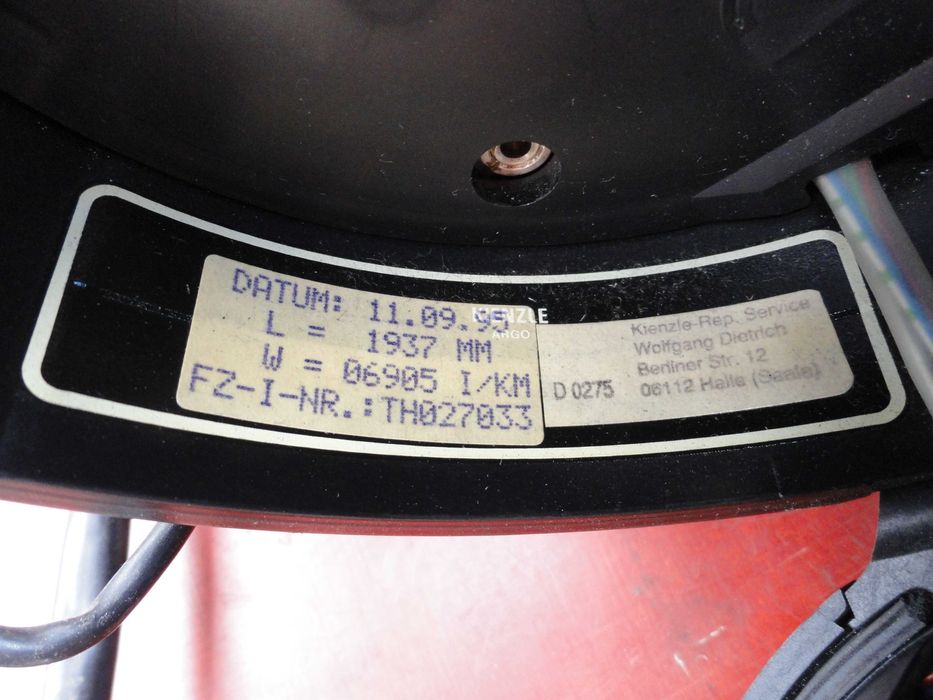 DATUM: 11.09.95
L = 1937 MM
W = 06905 I/KM
FZ-I-NR.:TH027033
KIENZLE
ARGO
Kienzle-Rep. Service
Wolfgang Dietrich
Berliner Str. 12
D 0275 06112 Halle (Saale)